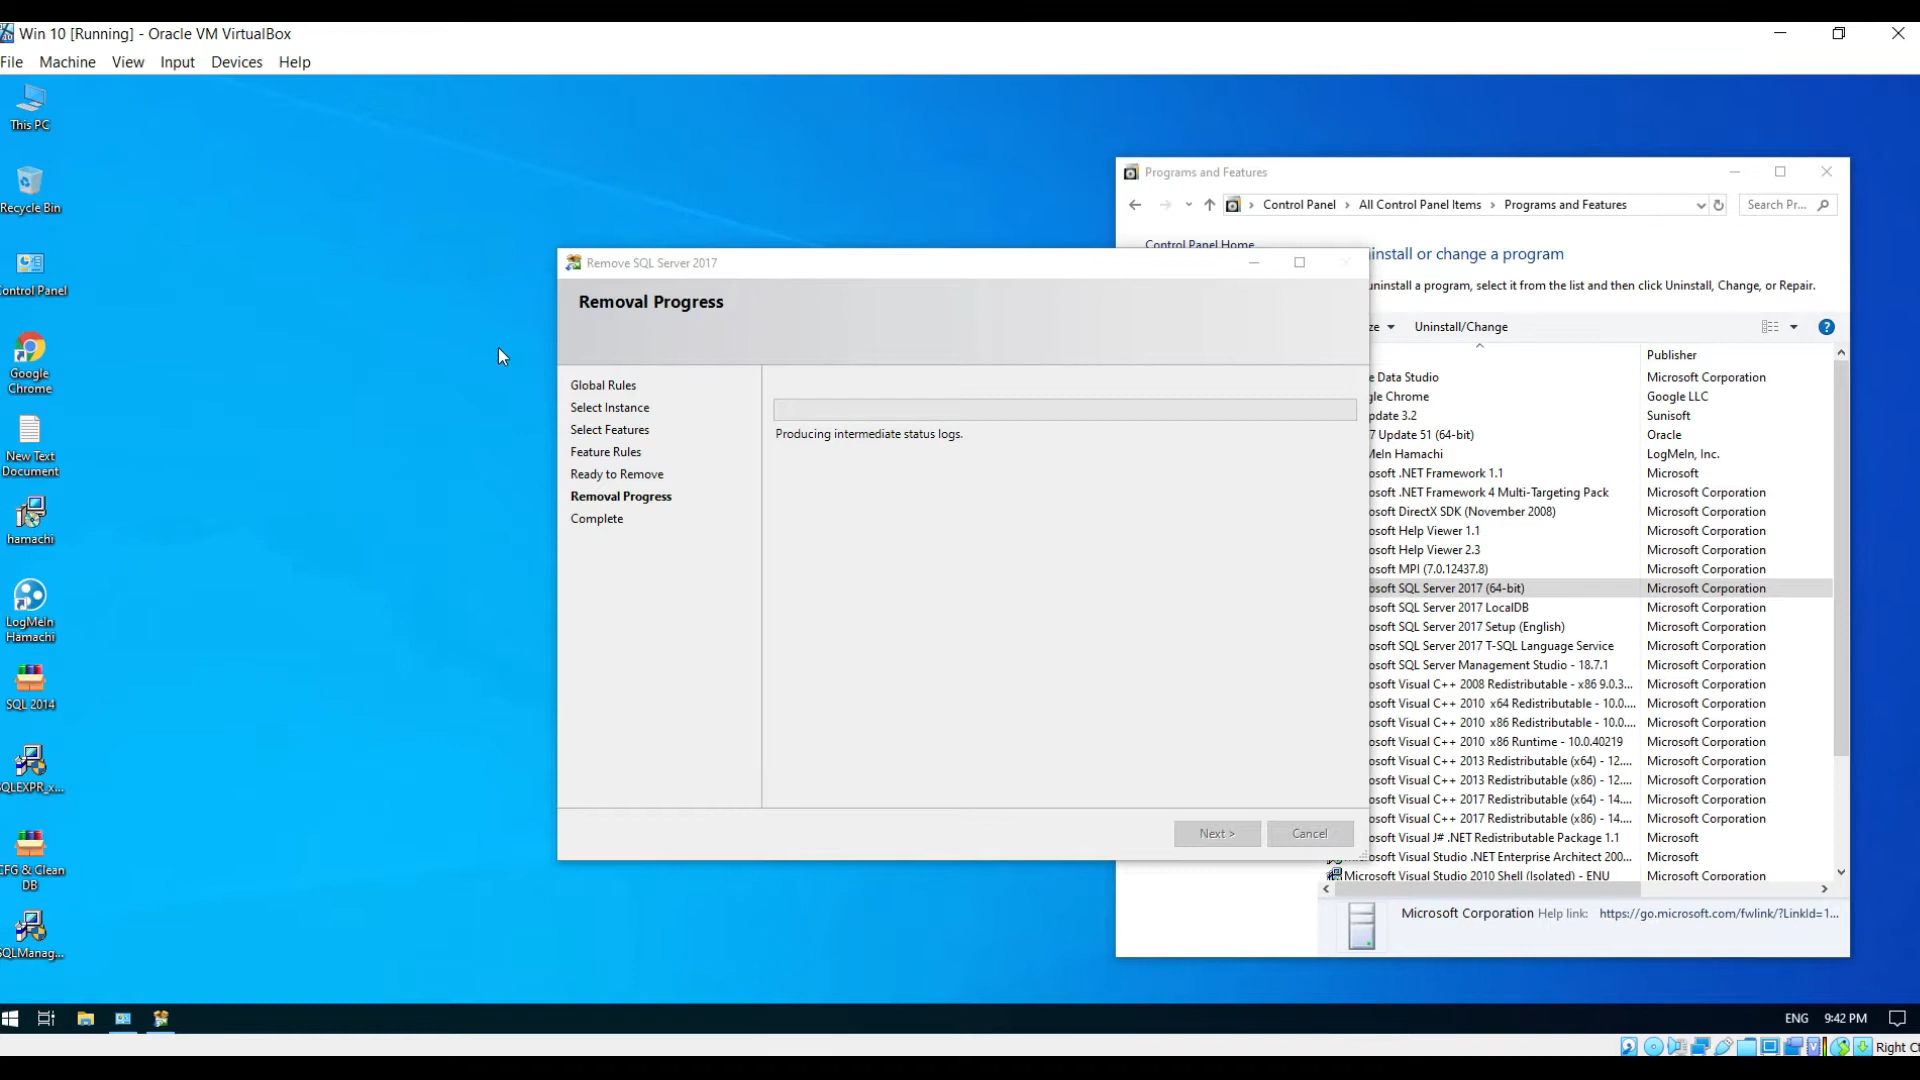 Win 10 [Running] - Oracle VM VirtualBox
File Machine View Input Devices Help
This PC
Recycle Bin
ontrol Panel
Google
Chrome
New Text
Document
hamachi
LogMeIn
Hamachi
SQL 2014
SQLEXPR_x...
CFG & Clean
DB
SQLManag...
Programs and Features
Control Panel > All Control Panel Items > Programs and Features
Search Pr...
Control Panel Home
install or change a program
uninstall a program, select it from the list and then click Uninstall, Change, or Repair.
ze
Uninstall/Change
Publisher
e Data Studio Microsoft Corporation
gle Chrome Google LLC
pdate 3.2 Sunisoft
7 Update 51 (64-bit) Oracle
MeIn Hamachi LogMeIn, Inc.
osoft .NET Framework 1.1 Microsoft
osoft .NET Framework 4 Multi-Targeting Pack Microsoft Corporation
osoft DirectX SDK (November 2008) Microsoft Corporation
osoft Help Viewer 1.1 Microsoft Corporation
osoft Help Viewer 2.3 Microsoft Corporation
osoft MPI (7.0.12437.8) Microsoft Corporation
osoft SQL Server 2017 (64-bit) Microsoft Corporation
osoft SQL Server 2017 LocalDB Microsoft Corporation
osoft SQL Server 2017 Setup (English) Microsoft Corporation
osoft SQL Server 2017 T-SQL Language Service Microsoft Corporation
osoft SQL Server Management Studio - 18.7.1 Microsoft Corporation
osoft Visual C++ 2008 Redistributable - x86 9.0.3... Microsoft Corporation
osoft Visual C++ 2010 x64 Redistributable - 10.0.... Microsoft Corporation
osoft Visual C++ 2010 x86 Redistributable - 10.0.... Microsoft Corporation
osoft Visual C++ 2010 x86 Runtime - 10.0.40219 Microsoft Corporation
osoft Visual C++ 2013 Redistributable (x64) - 12.... Microsoft Corporation
osoft Visual C++ 2013 Redistributable (x86) - 12.... Microsoft Corporation
osoft Visual C++ 2017 Redistributable (x64) - 14.... Microsoft Corporation
osoft Visual C++ 2017 Redistributable (x86) - 14.... Microsoft Corporation
osoft Visual J# .NET Redistributable Package 1.1 Microsoft
Microsoft Visual Studio .NET Enterprise Architect 200... Microsoft
Microsoft Visual Studio 2010 Shell (Isolated) - ENU Microsoft Corporation
Microsoft Corporation Help link: https://go.microsoft.com/fwlink/?LinkId=1...
Remove SQL Server 2017
Removal Progress
Global Rules
Select Instance
Select Features
Feature Rules
Ready to Remove
Removal Progress
Complete
Producing intermediate status logs.
Next >
Cancel
ENG 9:42 PM
Right Ct